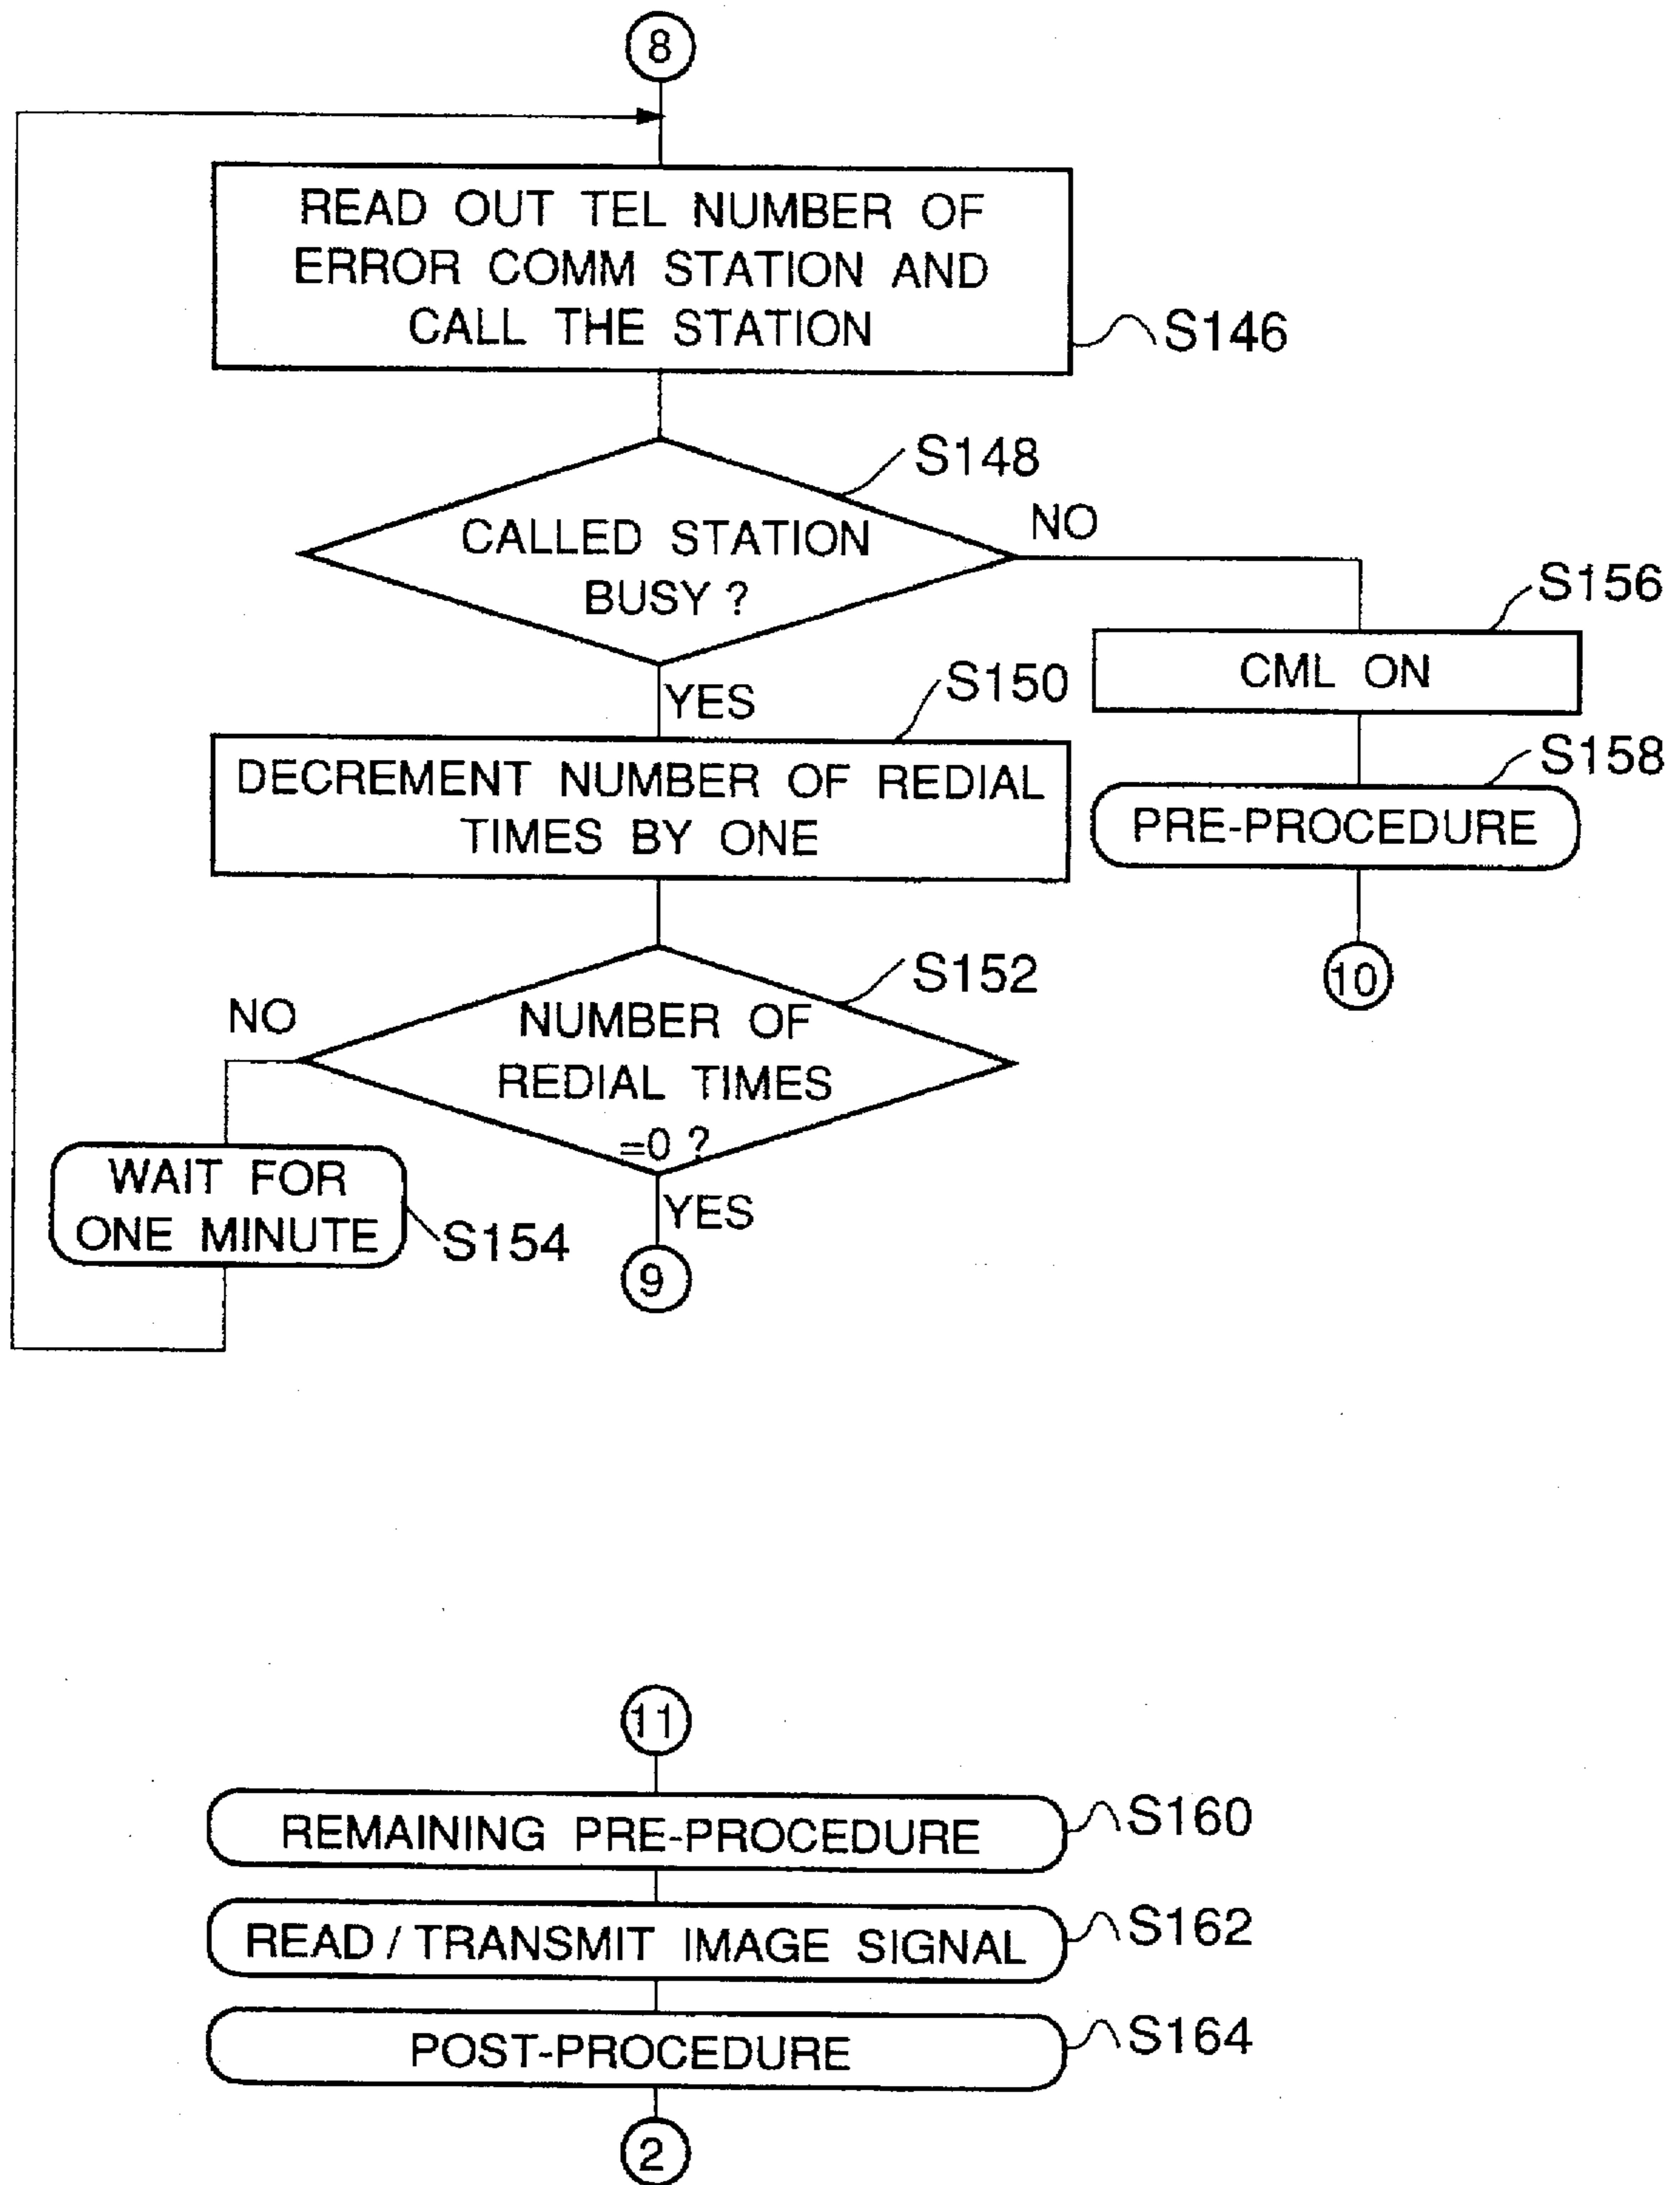 8
READ OUT TEL NUMBER OF
ERROR COMM STATION AND
CALL THE STATION
S146
S148
CALLED STATION
BUSY ?
NO
S156
CML ON
YES
S150
DECREMENT NUMBER OF REDIAL
TIMES BY ONE
S158
PRE-PROCEDURE
10
S152
NUMBER OF
REDIAL TIMES
=0 ?
NO
WAIT FOR
ONE MINUTE
S154
YES
9
11
REMAINING PRE-PROCEDURE
S160
READ / TRANSMIT IMAGE SIGNAL
S162
POST-PROCEDURE
S164
2